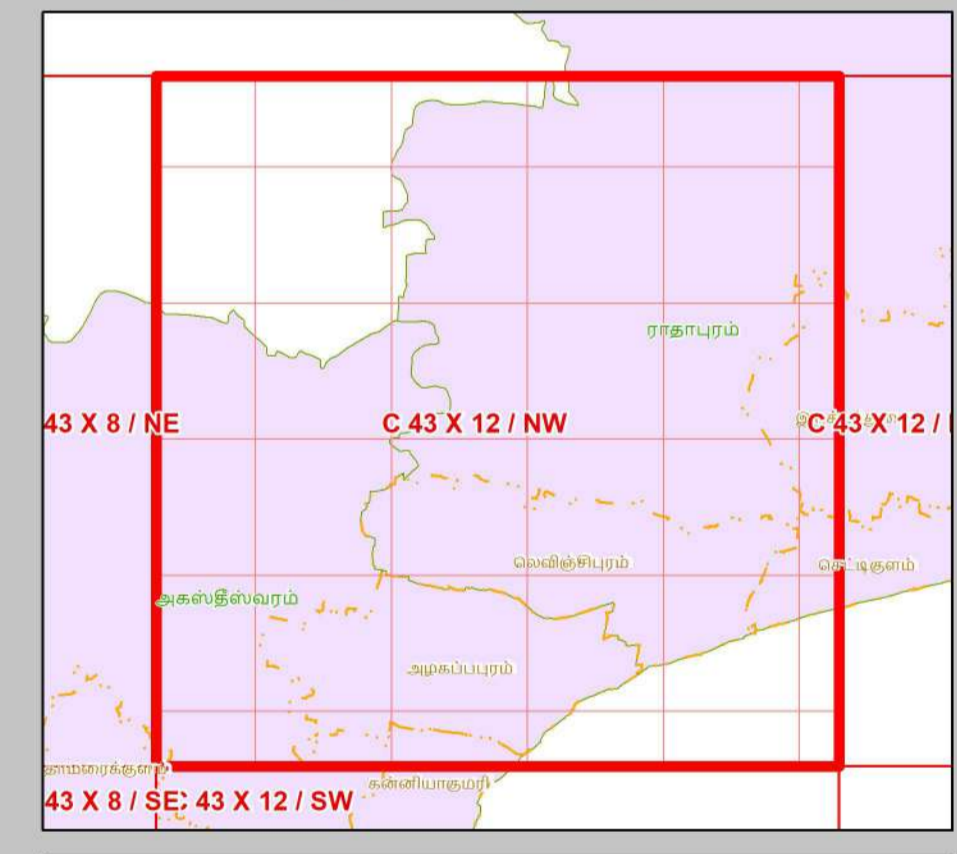 ராதாபுரம்
43 X 8 / NE
C 43 X 12 / NW
C 43 X 12 /
லெவிஞ்சிபுரம்
செட்டிகுளம்
அகஸ்தீஸ்வரம்
அழகப்பபுரம்
தாமரைக்குளம்
கன்னியாகுமரி
43 X 8 / SE
43 X 12 / SW